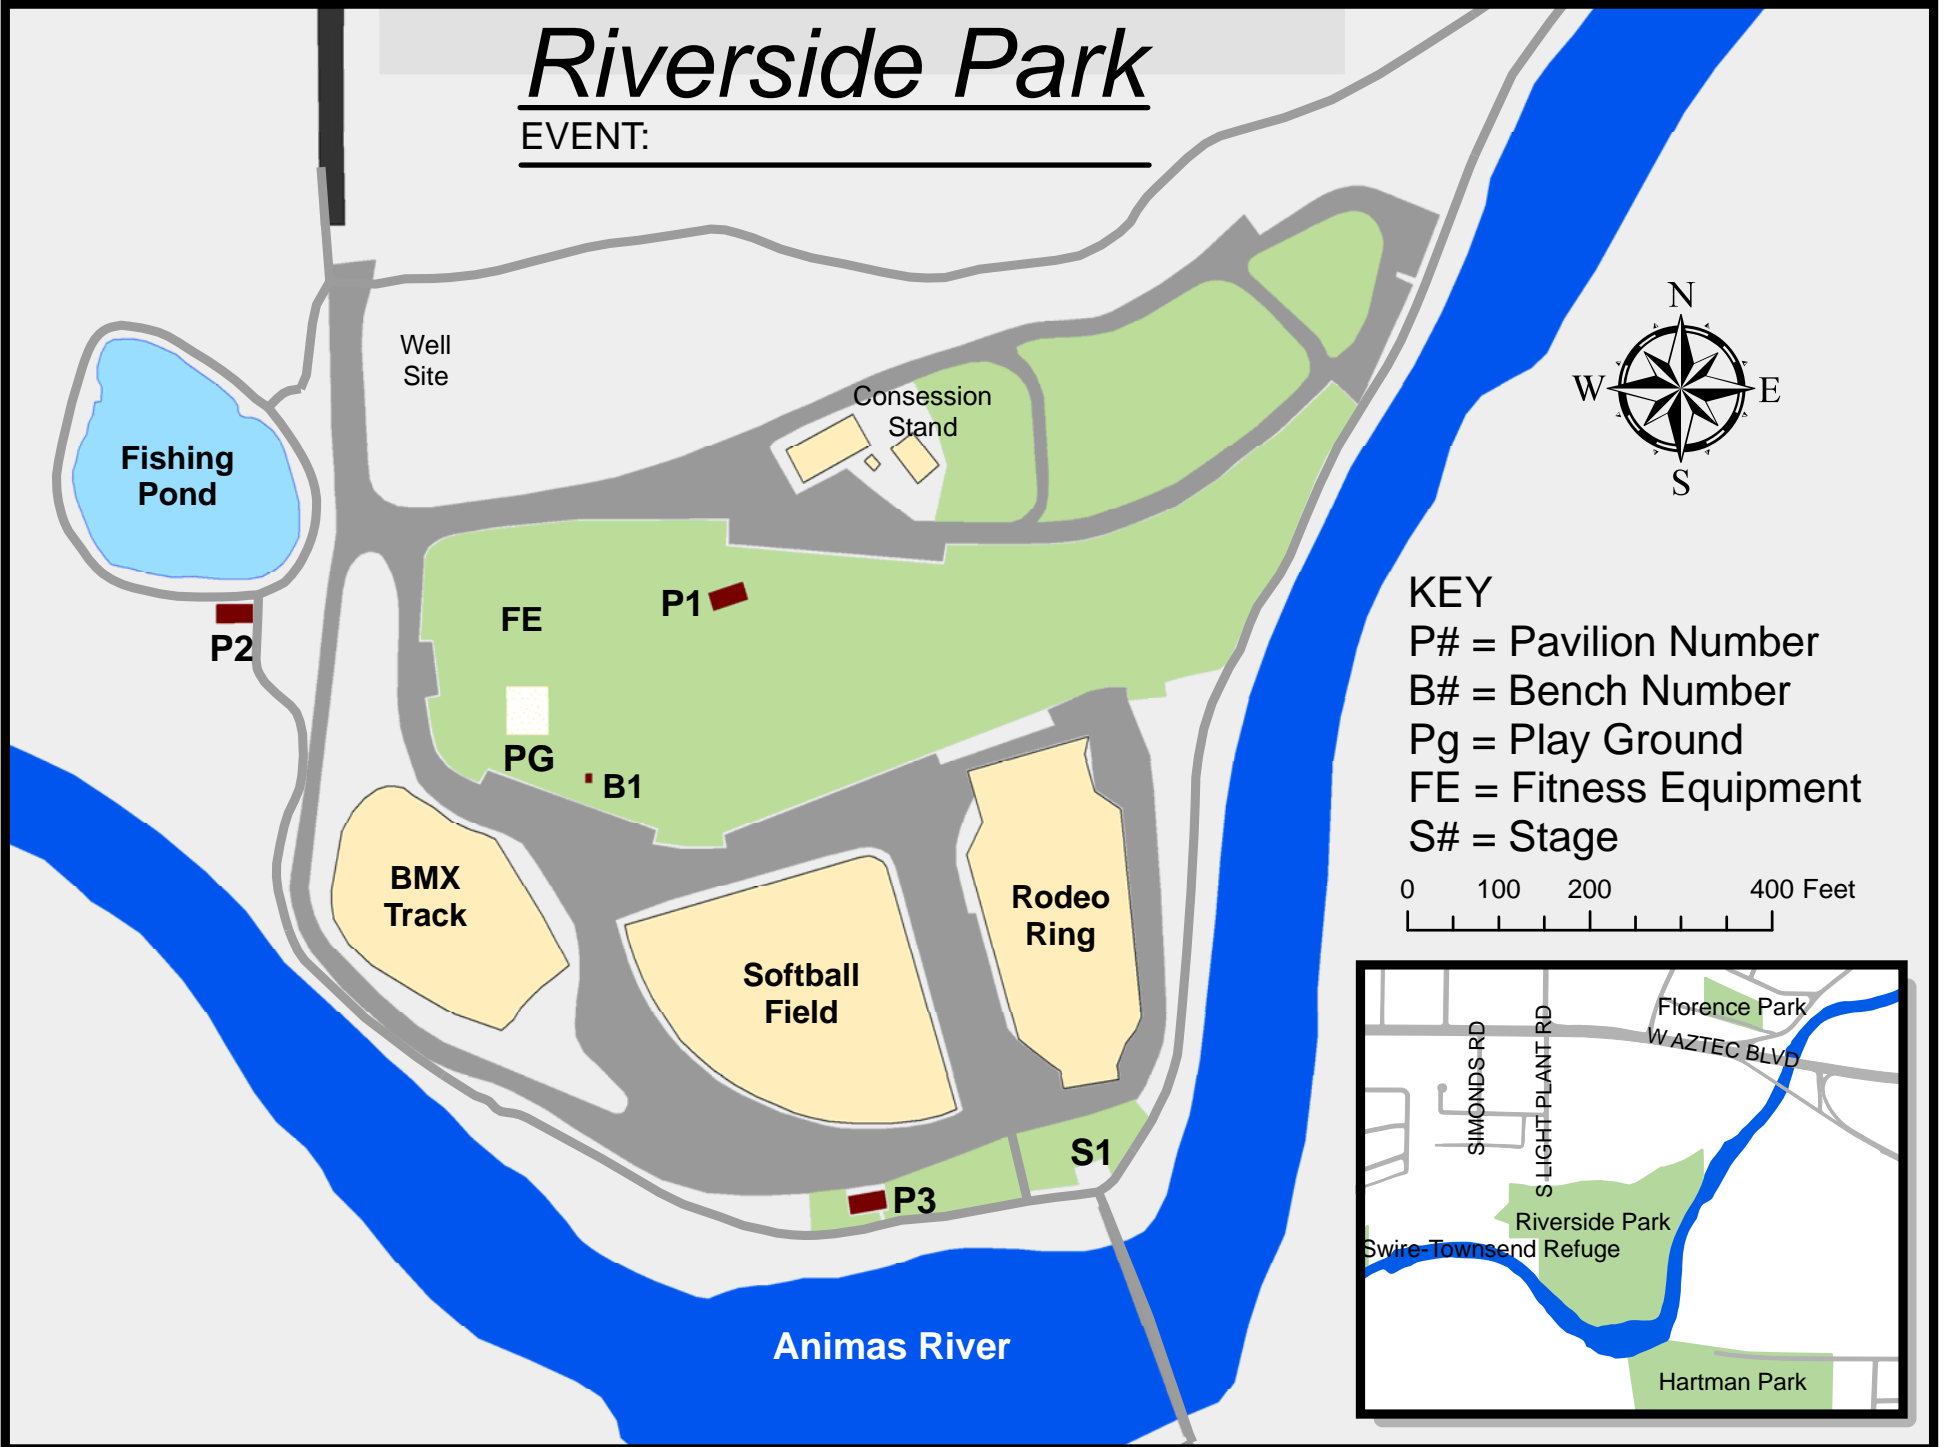 Riverside Park
EVENT:
Well
Site
Consession
Stand
Fishing
Pond
N
W
E
S
P1
FE
P2
PG
B1
KEY
P# = Pavilion Number
B# = Bench Number
Pg = Play Ground
FE = Fitness Equipment
S# = Stage
0 100 200 400 Feet
BMX
Track
Rodeo
Ring
Softball
Field
S1
P3
Animas River
Florence Park
W AZTEC BLVD
SIMONDS RD
S LIGHT PLANT RD
Riverside Park
Swire-Townsend Refuge
Hartman Park